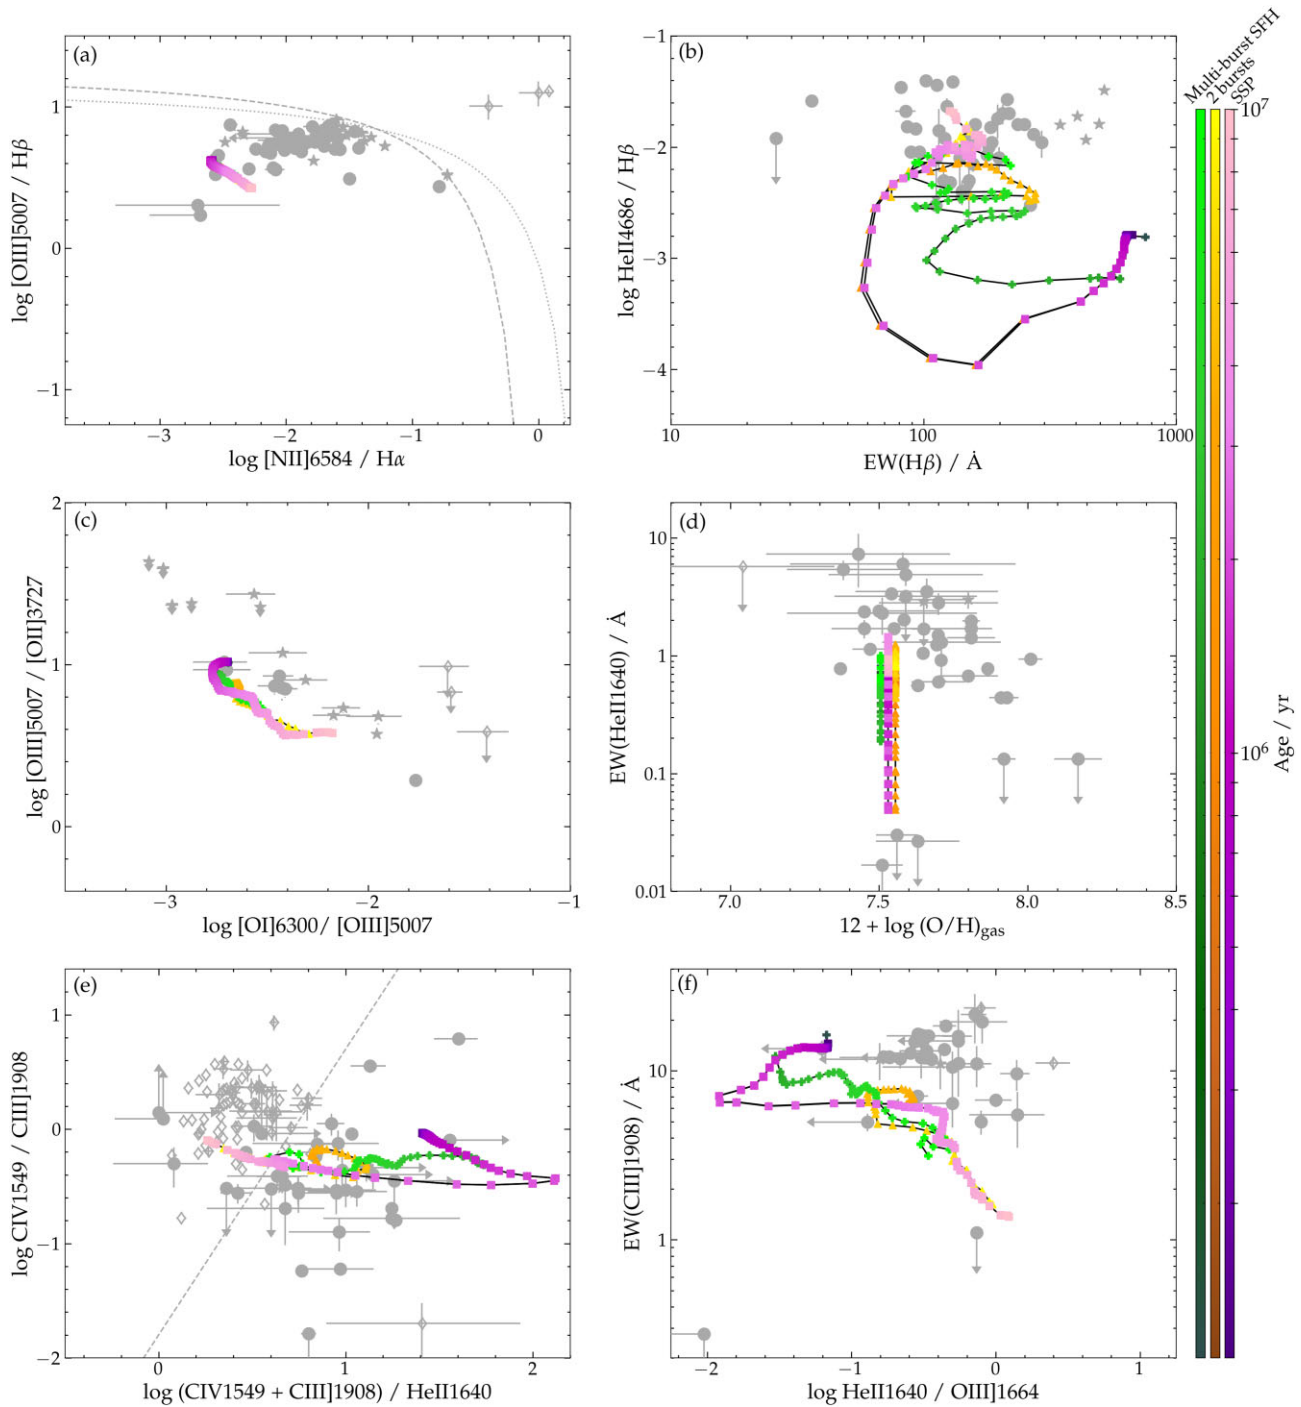 (a)
log [OIII]5007 / Hβ
1
0
−1
−3
−2
−1
0
log [NII]6584 / Hα
(b)
log HeII4686 / Hβ
−1
−2
−3
−4
10
100
1000
EW(Hβ) / Å
(c)
log [OIII]5007 / [OII]3727
2
1
0
−3
−2
−1
log [OI]6300/ [OIII]5007
(d)
EW(HeII1640) / Å
10
1
0.1
0.01
7.0
7.5
8.0
8.5
12 + log (O/H)gas
(e)
log CIV1549 / CIII]1908
1
0
−1
−2
0
1
2
log (CIV1549 + CIII]1908) / HeII1640
(f)
EW(CIII]1908) / Å
10
1
−2
−1
0
1
log HeII1640 / OIII]1664
Multi-burst SFH
2 bursts
SSP
10⁷
10⁶
Age / yr